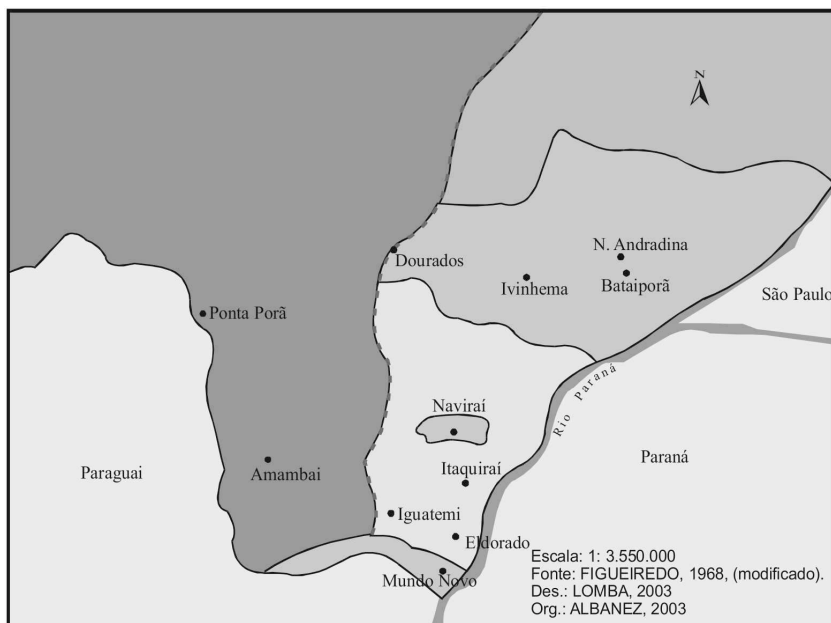 N
N. Andradina
Dourados
Ivinhema
Bataiporã
São Paulo
Ponta Porã
Rio Paraná
Naviraí
Paraguai
Amambai
Itaquiraí
Paraná
Iguatemi
Eldorado
Mundo Novo
Escala: 1: 3.550.000
Fonte: FIGUEIREDO, 1968, (modificado).
Des.: LOMBA, 2003
Org.: ALBANEZ, 2003